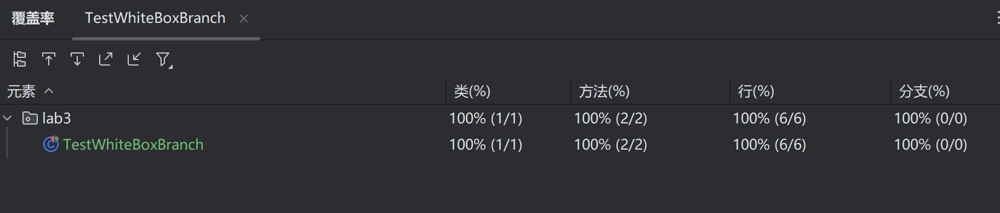 覆盖率 TestWhiteBoxBranch
元素 类(%) 方法(%) 行(%) 分支(%)
lab3 100% (1/1) 100% (2/2) 100% (6/6) 100% (0/0)
TestWhiteBoxBranch 100% (1/1) 100% (2/2) 100% (6/6) 100% (0/0)